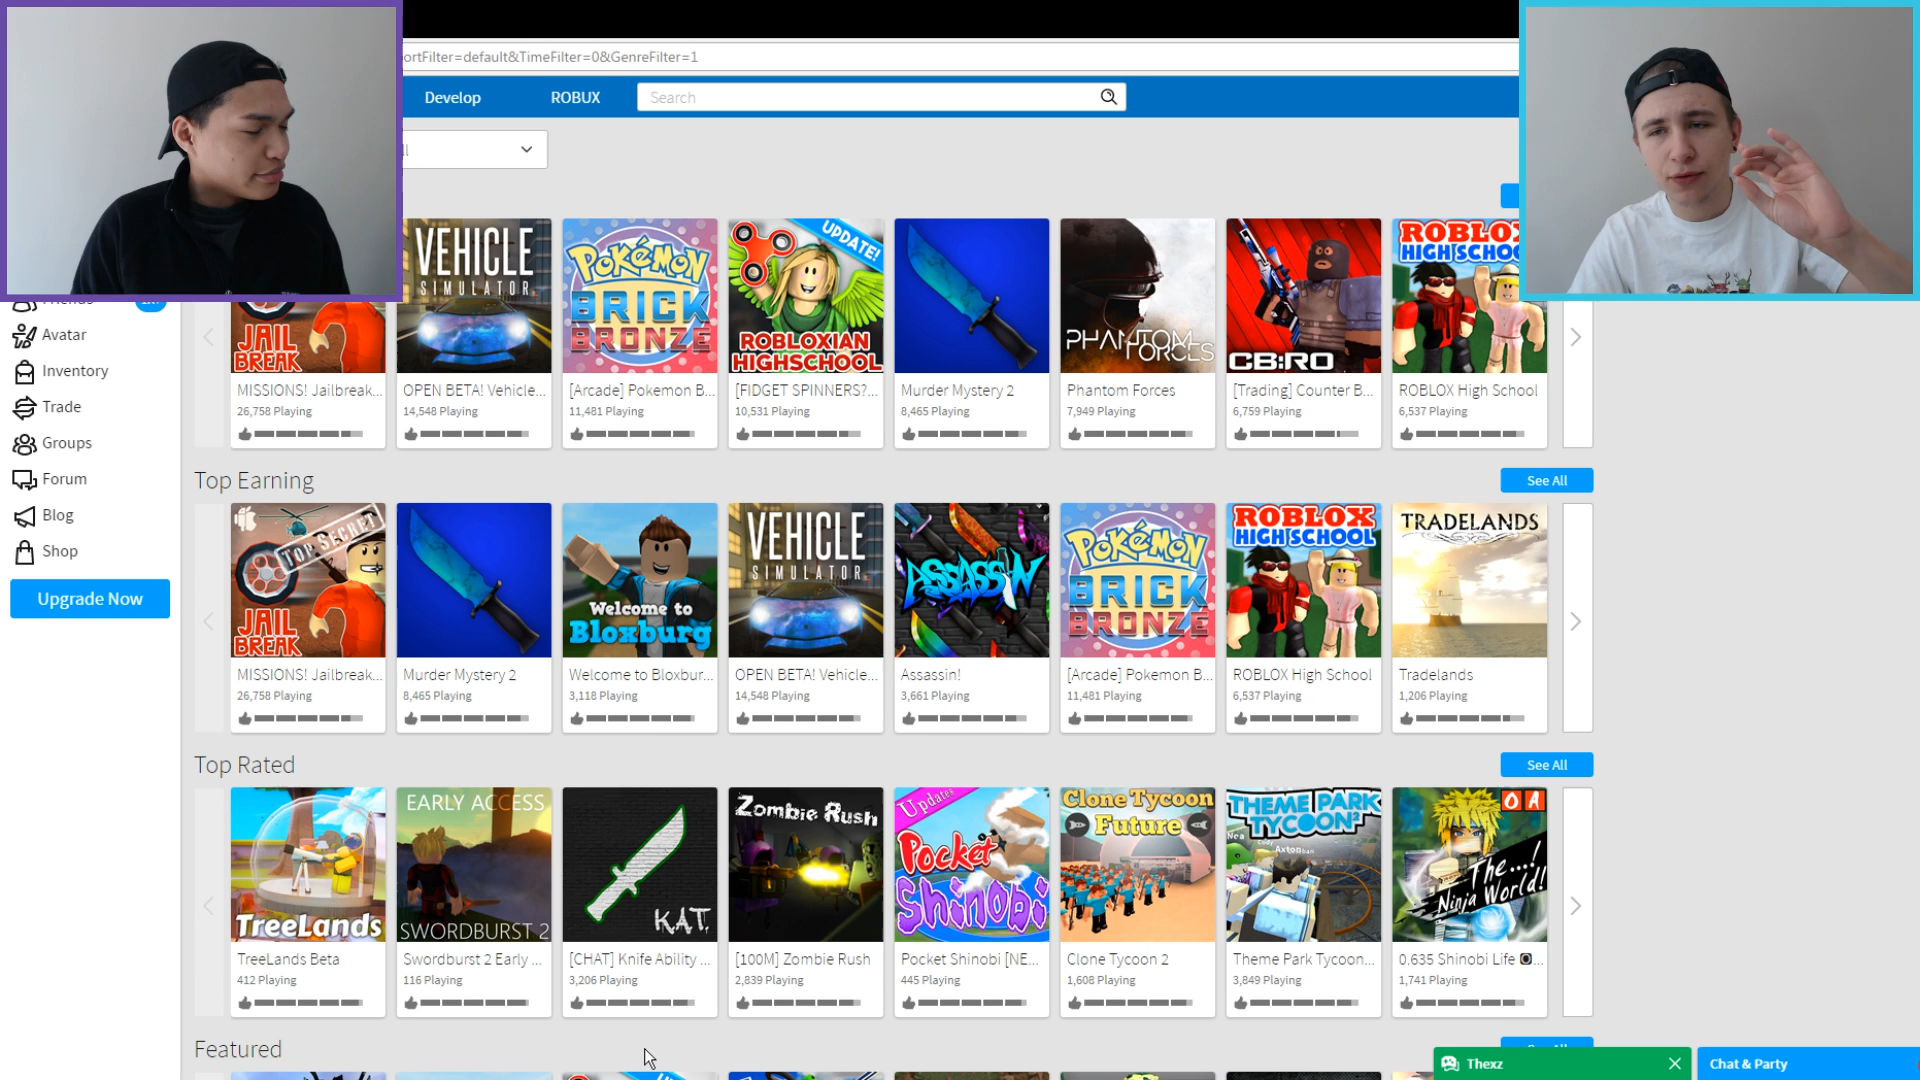 ortFilter=default&TimeFilter=0&GenreFilter=1
Develop
ROBUX
Search
Avatar
Inventory
Trade
Groups
Forum
Blog
Shop
Upgrade Now
JAIL
BREAK
VEHICLE
SIMULATOR
POKéMON
BRICK
BRONZE
UPDATE!
ROBLOXIAN
HIGHSCHOOL
PHANTOM
FORCES
CB:RO
ROBLOX
HIGH SCHOO
MISSIONS! Jailbreak...
26,758 Playing
OPEN BETA! Vehicle...
14,548 Playing
[Arcade] Pokemon B...
11,481 Playing
[FIDGET SPINNERS?...
10,531 Playing
Murder Mystery 2
8,465 Playing
Phantom Forces
7,949 Playing
[Trading] Counter B...
6,759 Playing
ROBLOX High School
6,537 Playing
Top Earning
See All
TOP SECRET
JAIL
BREAK
Welcome to
Bloxburg
VEHICLE
SIMULATOR
ASSASSIN
POKéMON
BRICK
BRONZE
ROBLOX
HIGH SCHOOL
TRADELANDS
MISSIONS! Jailbreak...
26,758 Playing
Murder Mystery 2
8,465 Playing
Welcome to Bloxbur...
3,118 Playing
OPEN BETA! Vehicle...
14,548 Playing
Assassin!
3,661 Playing
[Arcade] Pokemon B...
11,481 Playing
ROBLOX High School
6,537 Playing
Tradelands
1,206 Playing
Top Rated
See All
TreeLands
EARLY ACCESS
SWORDBURST 2
KAT.
Zombie Rush
Updates
Pocket
Shinobi
Clone Tycoon
Future
THEME PARK
TYCOON2
Axton
OA
The...!
Ninja World!
TreeLands Beta
412 Playing
Swordburst 2 Early ...
116 Playing
[CHAT] Knife Ability ...
3,206 Playing
[100M] Zombie Rush
2,839 Playing
Pocket Shinobi [NE...
445 Playing
Clone Tycoon 2
1,608 Playing
Theme Park Tycoon...
3,849 Playing
0.635 Shinobi Life ...
1,741 Playing
Featured
Thexz
Chat & Party